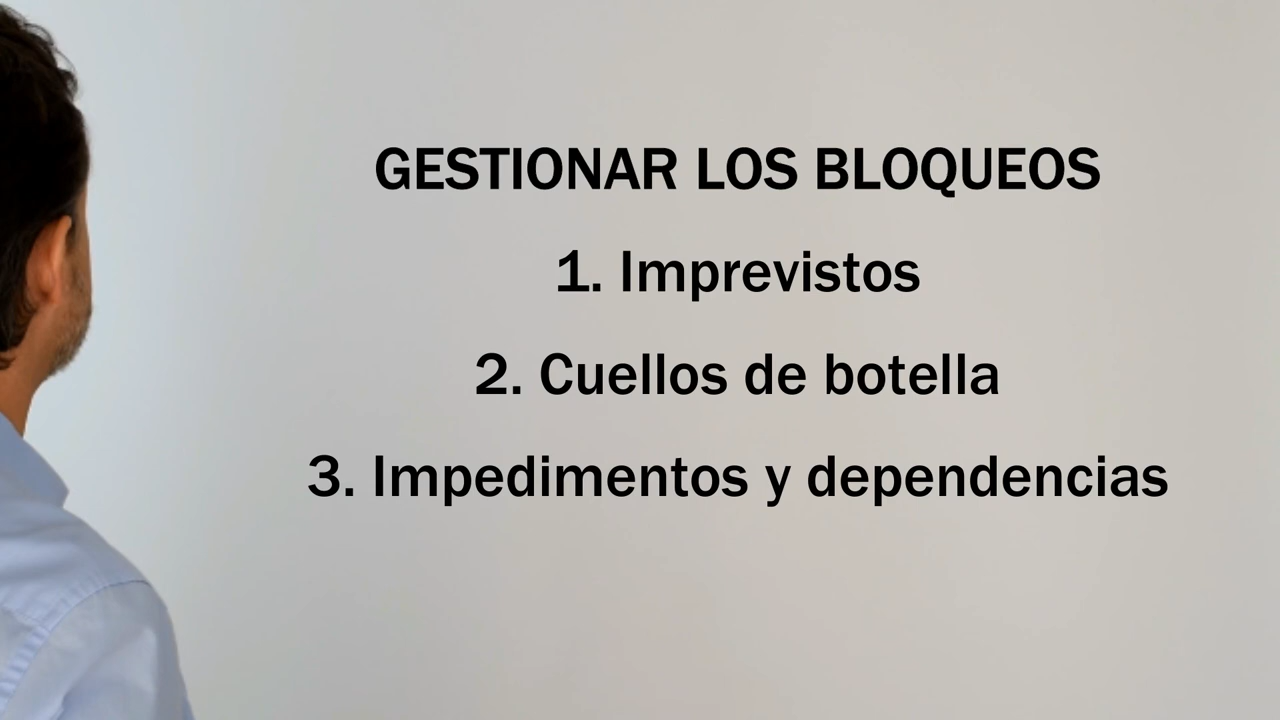 GESTIONAR LOS BLOQUEOS
1. Imprevistos
2. Cuellos de botella
3. Impedimentos y dependencias